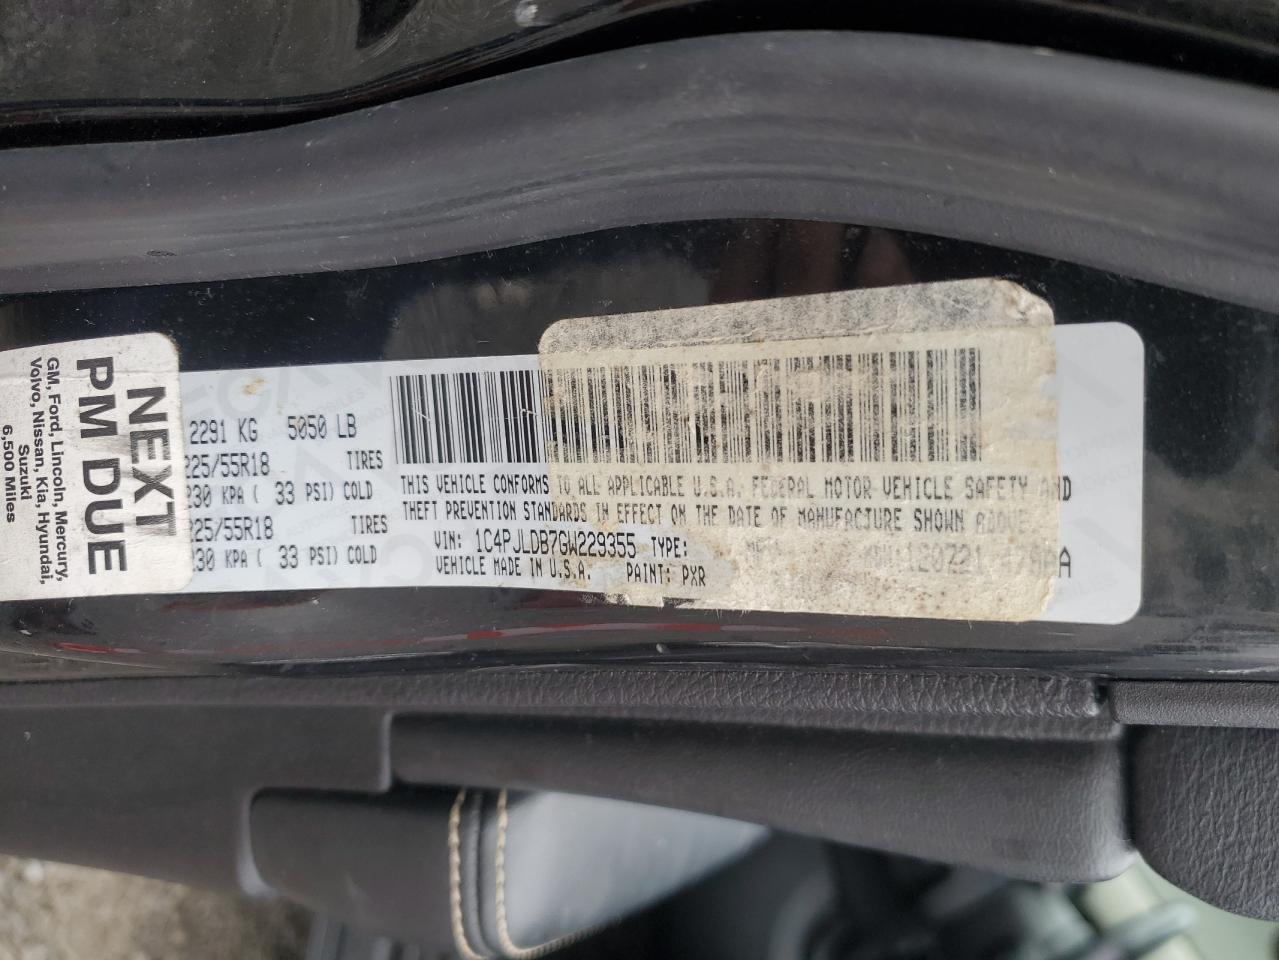 NEXT
PM DUE
GM, Ford, Lincoln, Mercury,
Volvo, Nissan, Kia, Hyundai,
Suzuki
6,500 Miles
2291 KG 5050 LB
225/55R18 TIRES
230 KPA ( 33 PSI) COLD
225/55R18 TIRES
230 KPA ( 33 PSI) COLD
THIS VEHICLE CONFORMS TO ALL APPLICABLE U.S.A. FEDERAL MOTOR VEHICLE SAFETY AND
THEFT PREVENTION STANDARDS IN EFFECT ON THE DATE OF MANUFACTURE SHOWN ABOVE
VIN: 1C4PJLDB7GW229355 TYPE:
VEHICLE MADE IN U.S.A. PAINT: PXR